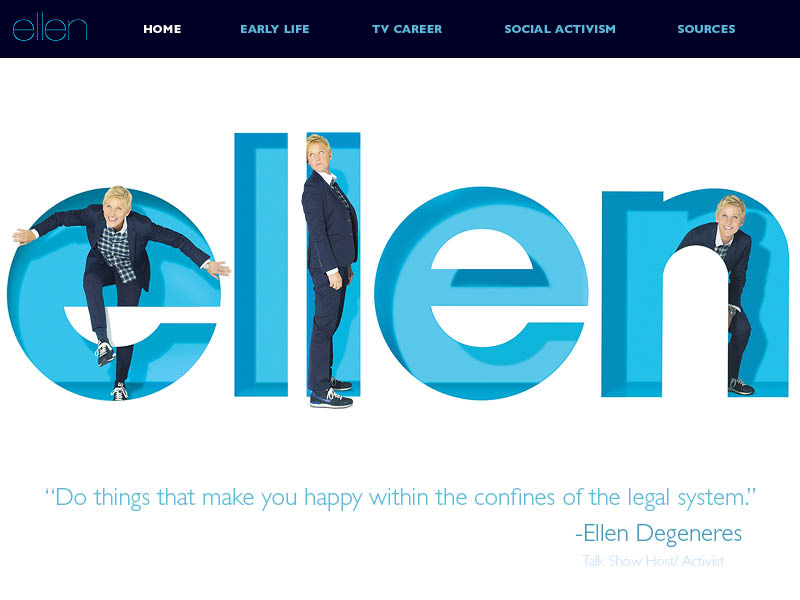 ellen
HOME EARLY LIFE TV CAREER SOCIAL ACTIVISM SOURCES
ellen
“Do things that make you happy within the confines of the legal system.”
-Ellen Degeneres
Talk Show Host/ Activist